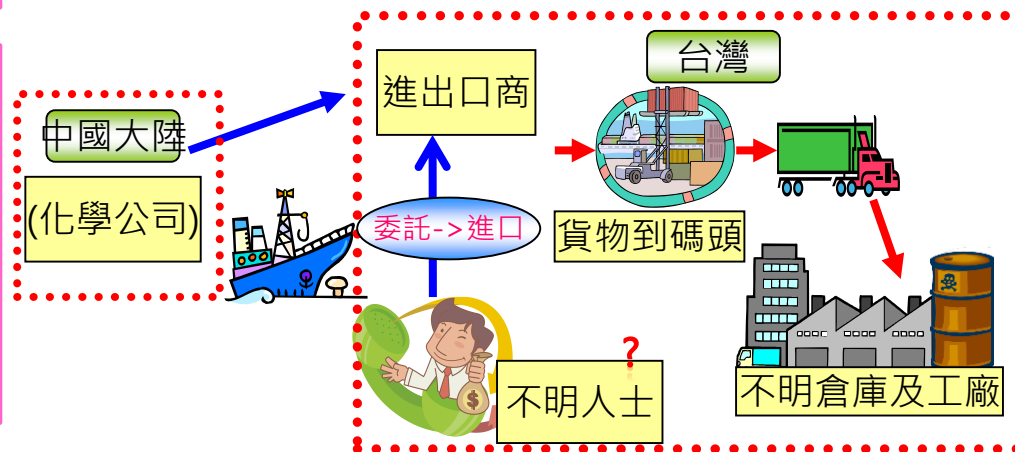 中國大陸
(化學公司)
進出口商
委託->進口
?
不明人士
$
台灣
貨物到碼頭
不明倉庫及工廠